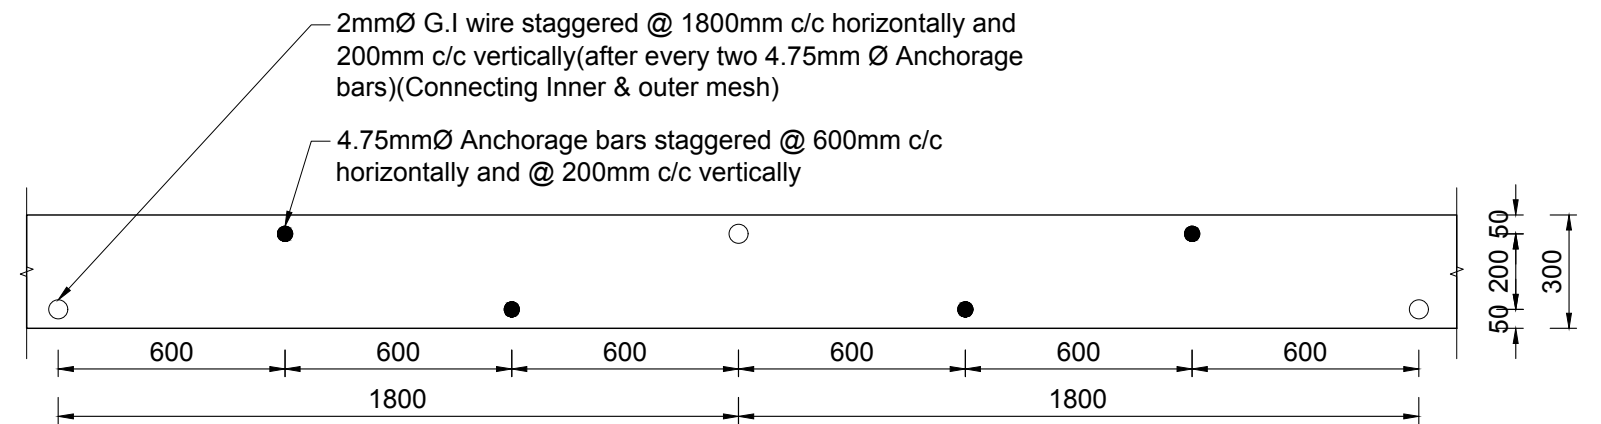 2mmØ G.I wire staggered @ 1800mm c/c horizontally and
200mm c/c vertically(after every two 4.75mm Ø Anchorage
bars)(Connecting Inner & outer mesh)
4.75mmØ Anchorage bars staggered @ 600mm c/c
horizontally and @ 200mm c/c vertically
50
200
50
300
600 600 600 600 600 600
1800 1800